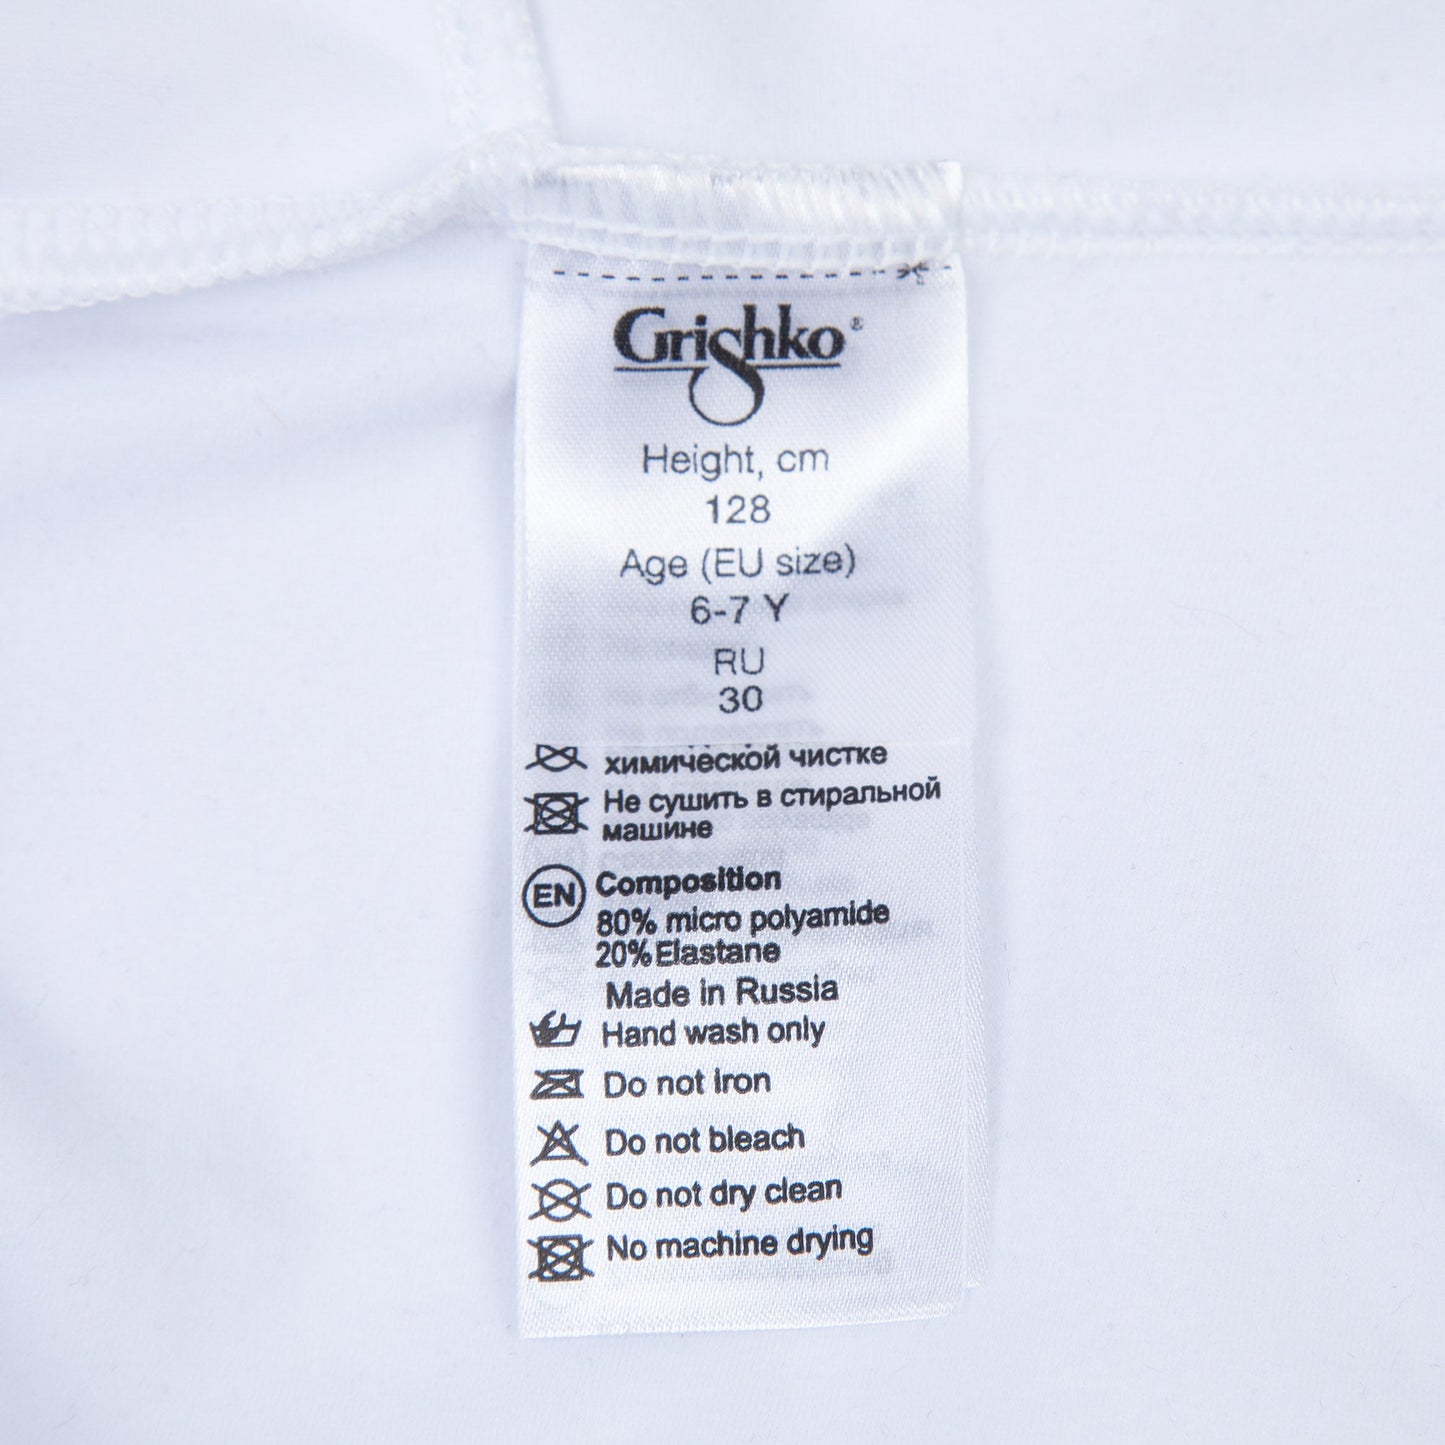 Grishko®
Height, cm
128
Age (EU size)
6-7 Y
RU
30
химической чистке
Не сушить в стиральной
машине
EN Composition
80% micro polyamide
20% Elastane
Made in Russia
Hand wash only
Do not iron
Do not bleach
Do not dry clean
No machine drying